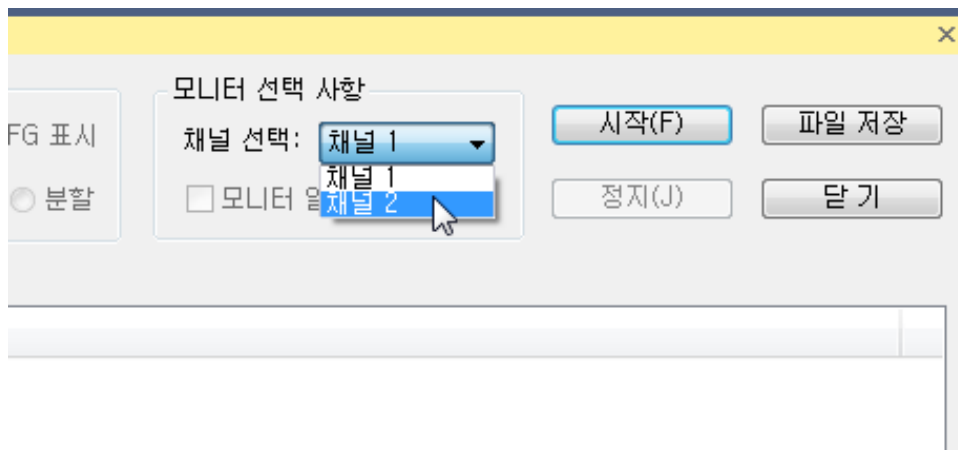 모니터 선택 사항
FG 표시
채널 선택: 채널 1
시작(F)
파일 저장
채널 1
분할
모니터
채널 2
정지(J)
닫 기